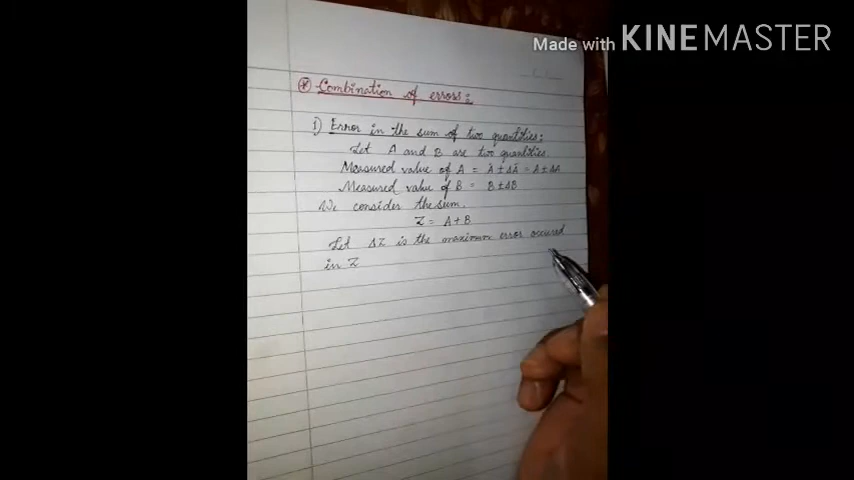 Made with KINEMASTER
* Combination of errors:
1) Error in the sum of two quantities:
Let A and B are two quantities.
Measured value of A = A ± ΔA = A ± ΔA
Measured value of B = B ± ΔB
We consider the sum.
Z = A + B
Let ΔZ is the maximum error occured
in Z